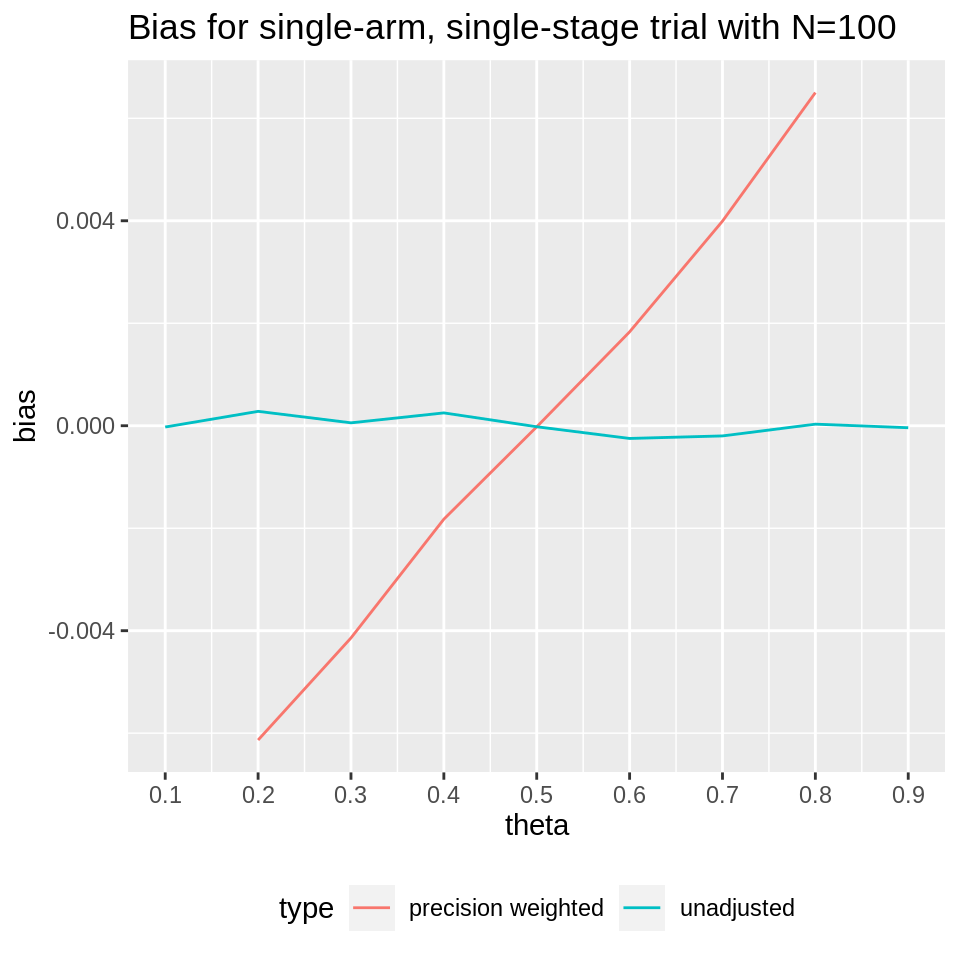 Bias for single-arm, single-stage trial with N=100
bias
0.004
0.000
-0.004
0.1 0.2 0.3 0.4 0.5 0.6 0.7 0.8 0.9
theta
type precision weighted unadjusted